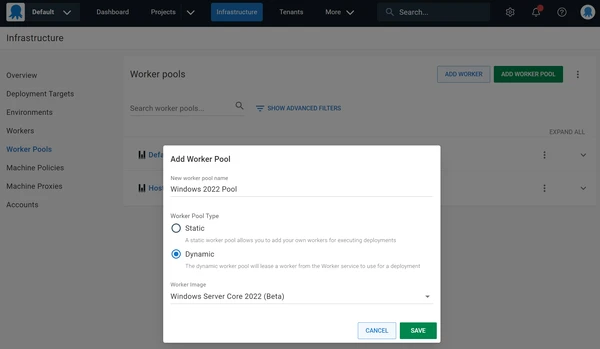 Default
Dashboard
Projects
Infrastructure
Tenants
More
Search...
Infrastructure
Overview
Deployment Targets
Environments
Workers
Worker Pools
Machine Policies
Machine Proxies
Accounts
Worker pools
ADD WORKER
ADD WORKER POOL
Search worker pools...
SHOW ADVANCED FILTERS
EXPAND ALL
Defa
Host
Add Worker Pool
New worker pool name
Windows 2022 Pool
Worker Pool Type
Static
A static worker pool allows you to add your own workers for executing deployments
Dynamic
The dynamic worker pool will lease a worker from the Worker service to use for a deployment
Worker Image
Windows Server Core 2022 (Beta)
CANCEL
SAVE